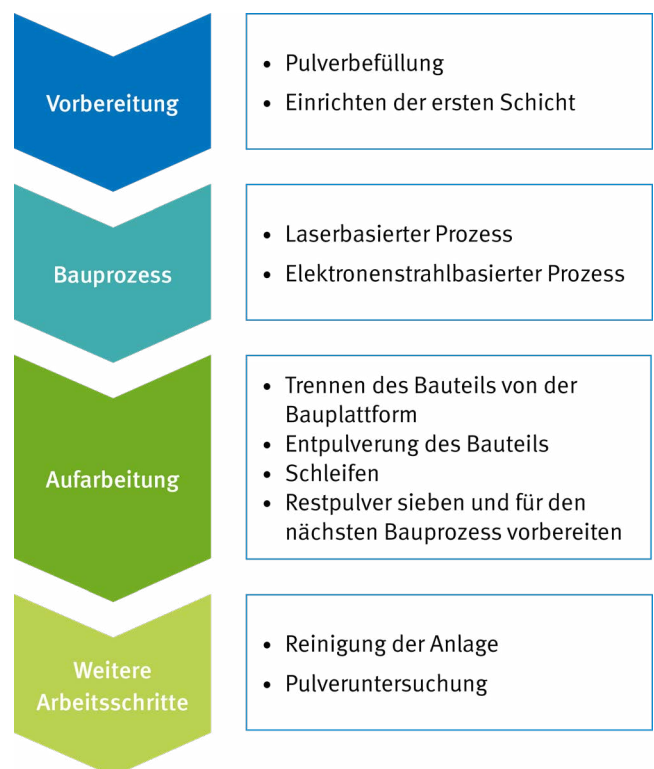 Vorbereitung
• Pulverbefüllung
• Einrichten der ersten Schicht
Bauprozess
• Laserbasierter Prozess
• Elektronenstrahlbasierter Prozess
Aufarbeitung
• Trennen des Bauteils von der
Bauplattform
• Entpulverung des Bauteils
• Schleifen
• Restpulver sieben und für den
nächsten Bauprozess vorbereiten
Weitere
Arbeitsschritte
• Reinigung der Anlage
• Pulveruntersuchung